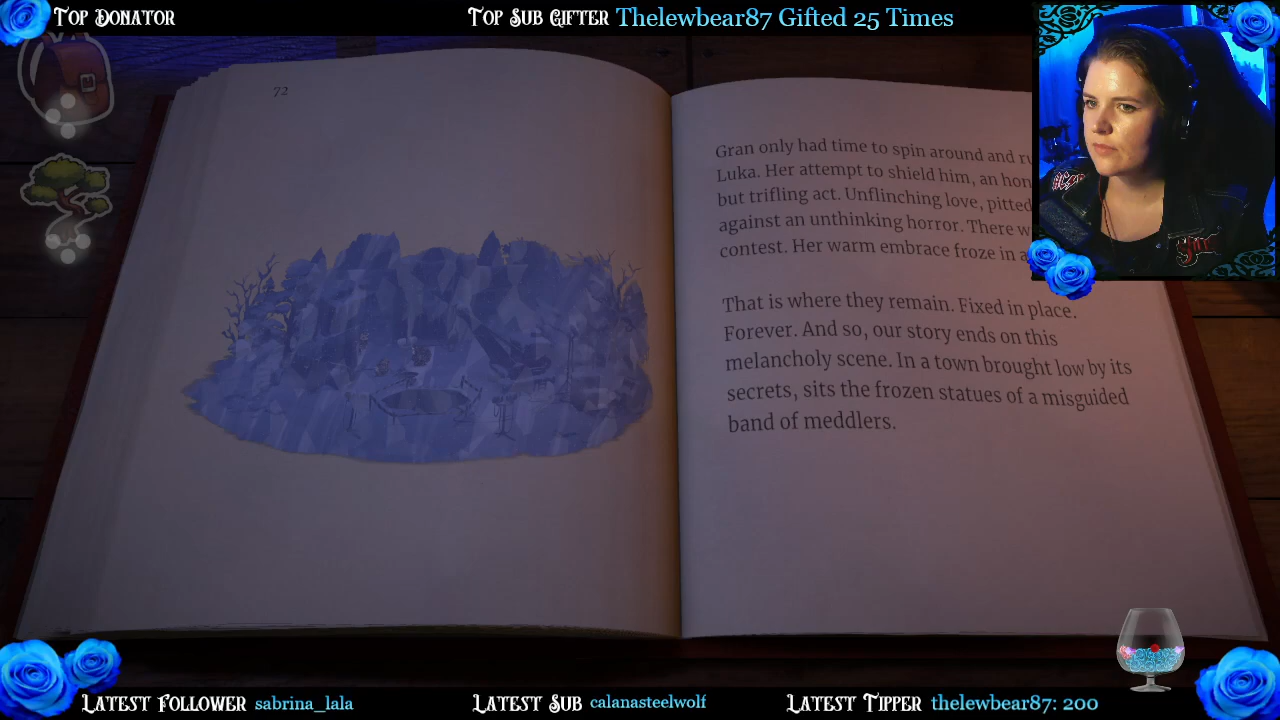 Top Donator
Top Sub Gifter Thelewbear87 Gifted 25 Times
72
Gran only had time to spin around and
Luka. Her attempt to shield him, an
but trifling act. Unflinching love, pitted
against an unthinking horror. There
contest. Her warm embrace froze in
That is where they remain. Fixed in place.
Forever. And so, our story ends on this
melancholy scene. In a town brought low by its
secrets, sits the frozen statues of a misguided
band of meddlers.
Latest Follower sabrina_lala
Latest Sub calanasteelwolf
Latest Tipper thelewbear87: 200